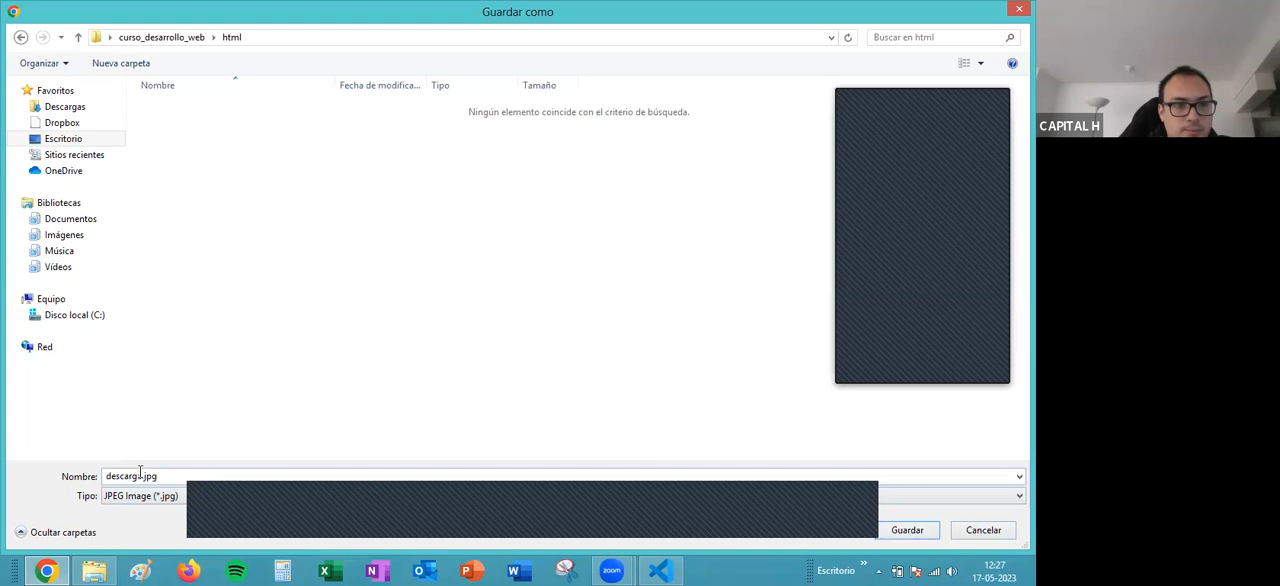 Guardar como
curso_desarrollo_web
html
Buscar en html
Organizar
Nueva carpeta
Nombre
Fecha de modifica...
Tipo
Tamaño
Ningún elemento coincide con el criterio de búsqueda.
Favoritos
Descargas
Dropbox
Escritorio
Sitios recientes
OneDrive
Bibliotecas
Documentos
Imágenes
Música
Vídeos
Equipo
Disco local (C:)
Red
CAPITAL H
Nombre:
descarga.jpg
Tipo:
JPEG Image (*.jpg)
Ocultar carpetas
Guardar
Cancelar
zoom
Escritorio
12:27
17-05-2023